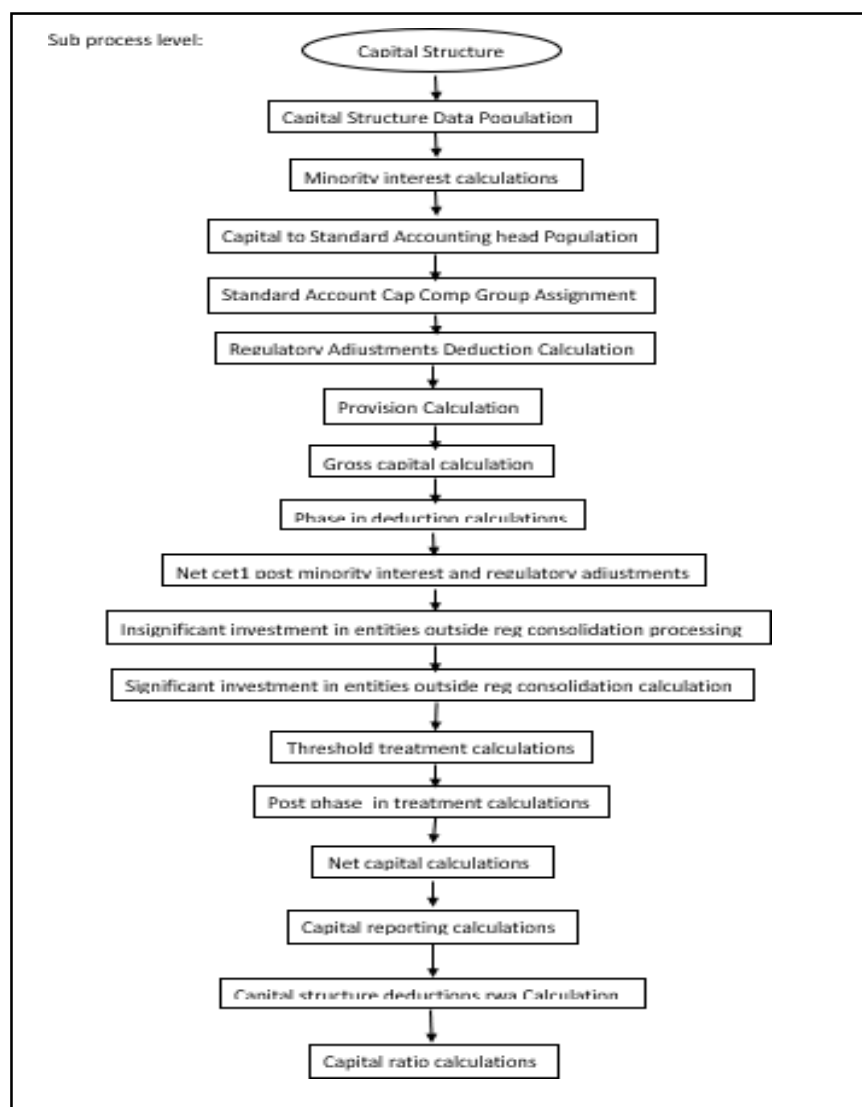 Sub process level:
Capital Structure
Capital Structure Data Population
Minority interest calculations
Capital to Standard Accounting head Population
Standard Account Cap Comp Group Assignment
Regulatory Adjustments Deduction Calculation
Provision Calculation
Gross capital calculation
Phase in deduction calculations
Net cet1 post minority interest and regulatory adjustments
Insignificant investment in entities outside reg consolidation processing
Significant investment in entities outside reg consolidation calculation
Threshold treatment calculations
Post phase in treatment calculations
Net capital calculations
Capital reporting calculations
Capital structure deductions rwa Calculation
Capital ratio calculations